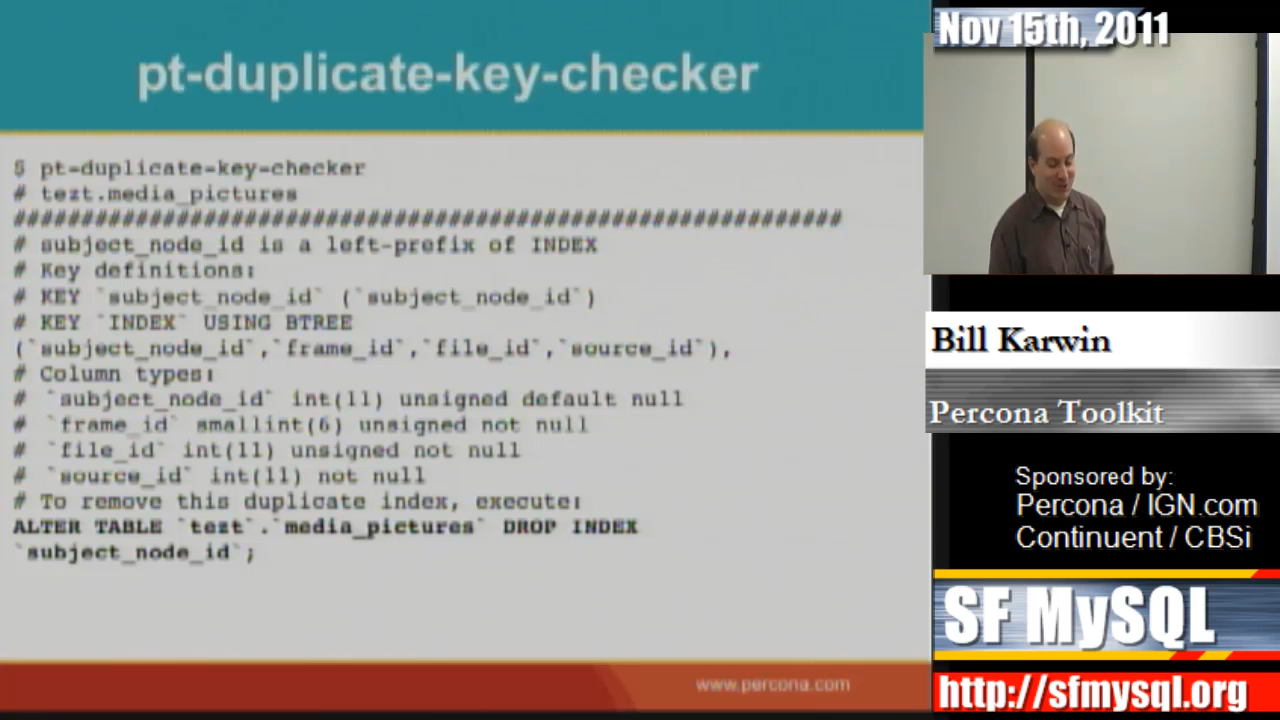 pt-duplicate-key-checker
$ pt-duplicate-key-checker
# test.media_pictures
##############################################################
# subject_node_id is a left-prefix of INDEX
# Key definitions:
# KEY `subject_node_id` (`subject_node_id`)
# KEY `INDEX` USING BTREE
(`subject_node_id`,`frame_id`,`file_id`,`source_id`),
# Column types:
# `subject_node_id` int(11) unsigned default null
# `frame_id` smallint(6) unsigned not null
# `file_id` int(11) unsigned not null
# `source_id` int(11) not null
# To remove this duplicate index, execute:
ALTER TABLE `test`.`media_pictures` DROP INDEX
`subject_node_id`;
www.percona.com
Nov 15th, 2011
Bill Karwin
Percona Toolkit
Sponsored by:
Percona / IGN.com
Continuent / CBSi
SF MySQL
http://sfmysql.org